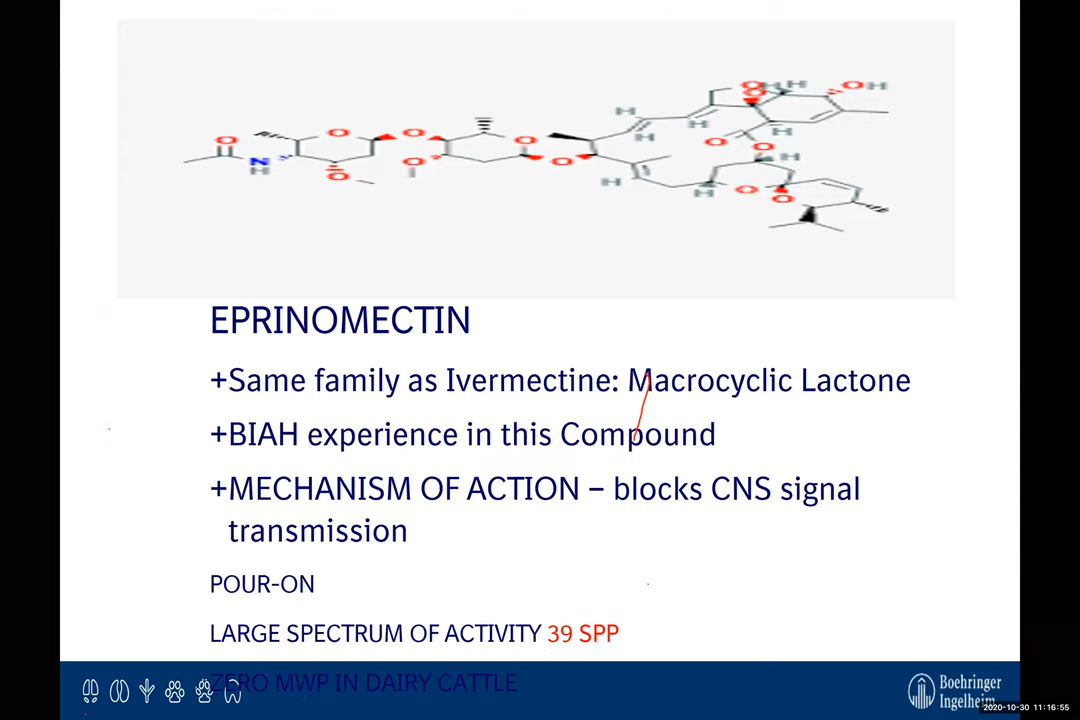 EPRINOMECTIN
+Same family as Ivermectine: Macrocyclic Lactone
+BIAH experience in this Compound
+MECHANISM OF ACTION – blocks CNS signal
transmission
POUR-ON
LARGE SPECTRUM OF ACTIVITY 39 SPP
ZERO MWP IN DAIRY CATTLE
Boehringer
Ingelheim
2020-10-30 11:16:55